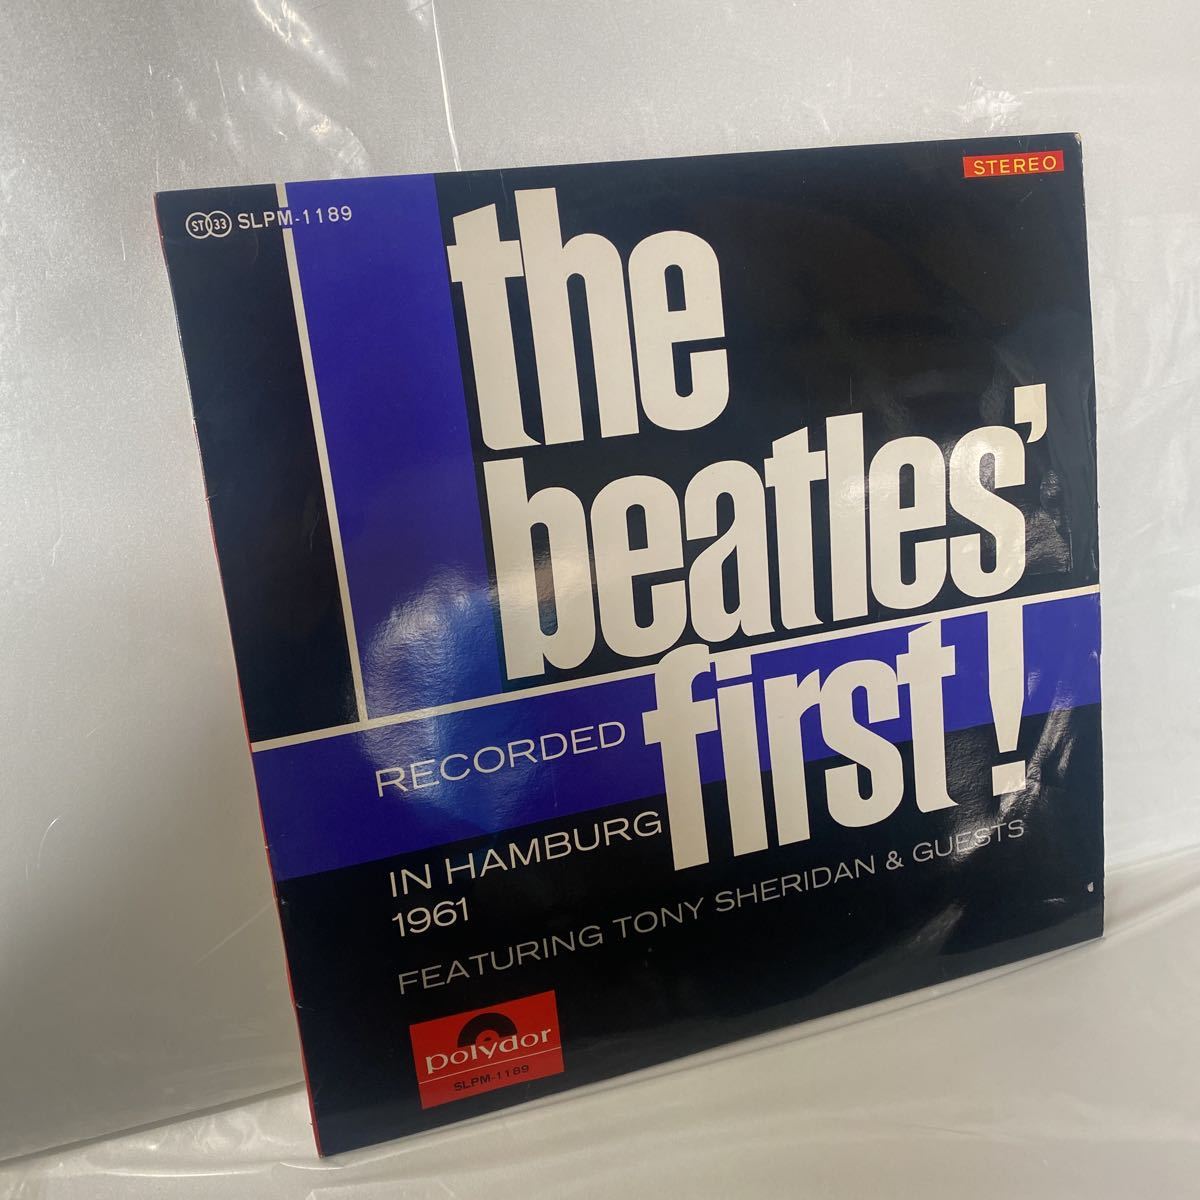 ST 33 SLPM-1189
STEREO
the
beatles'
first!
RECORDED
IN HAMBURG
1961
FEATURING TONY SHERIDAN & GUESTS
polydor
SLPM-1189